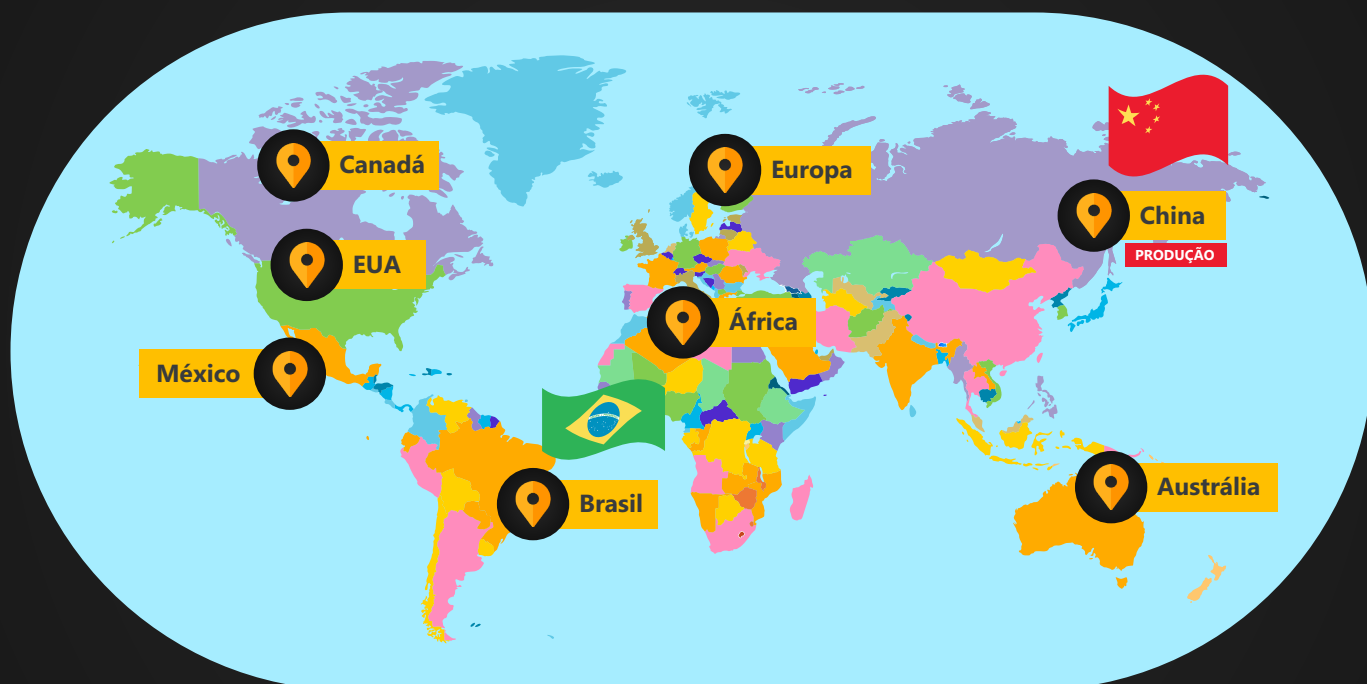 Canadá
Europa
China
PRODUÇÃO
EUA
África
México
Brasil
Austrália